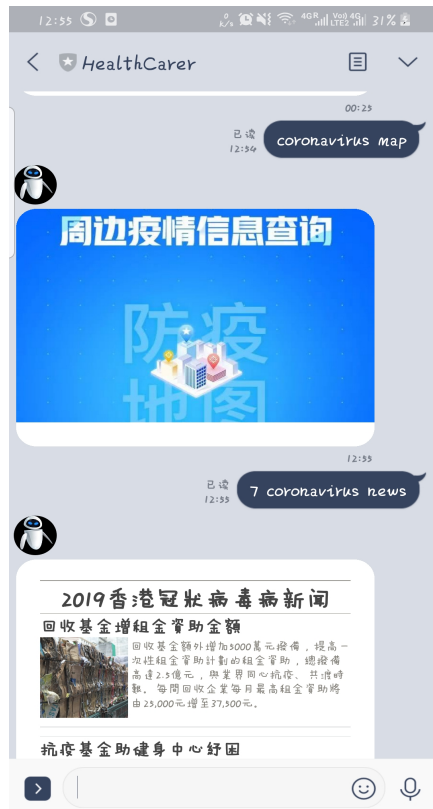 12:55
K/s 4GR Voi) 4G LTE2 31%
HealthCarer
00:25
已读
12:54
coronavirus map
周边疫情信息查询
防疫
地图
12:55
已读
12:55
7 coronavirus news
2019香港冠狀病毒病新闻
回收基金增租金資助金額
回收基金額外增加5000萬元撥備，提高一
次性租金資助計劃的租金資助，總撥備
高達2.5億元，與業界同心抗疫、共渡時
艱。每間回收企業每月最高租金資助將
由25,000元增至37,500元。
抗疫基金助健身中心紓困